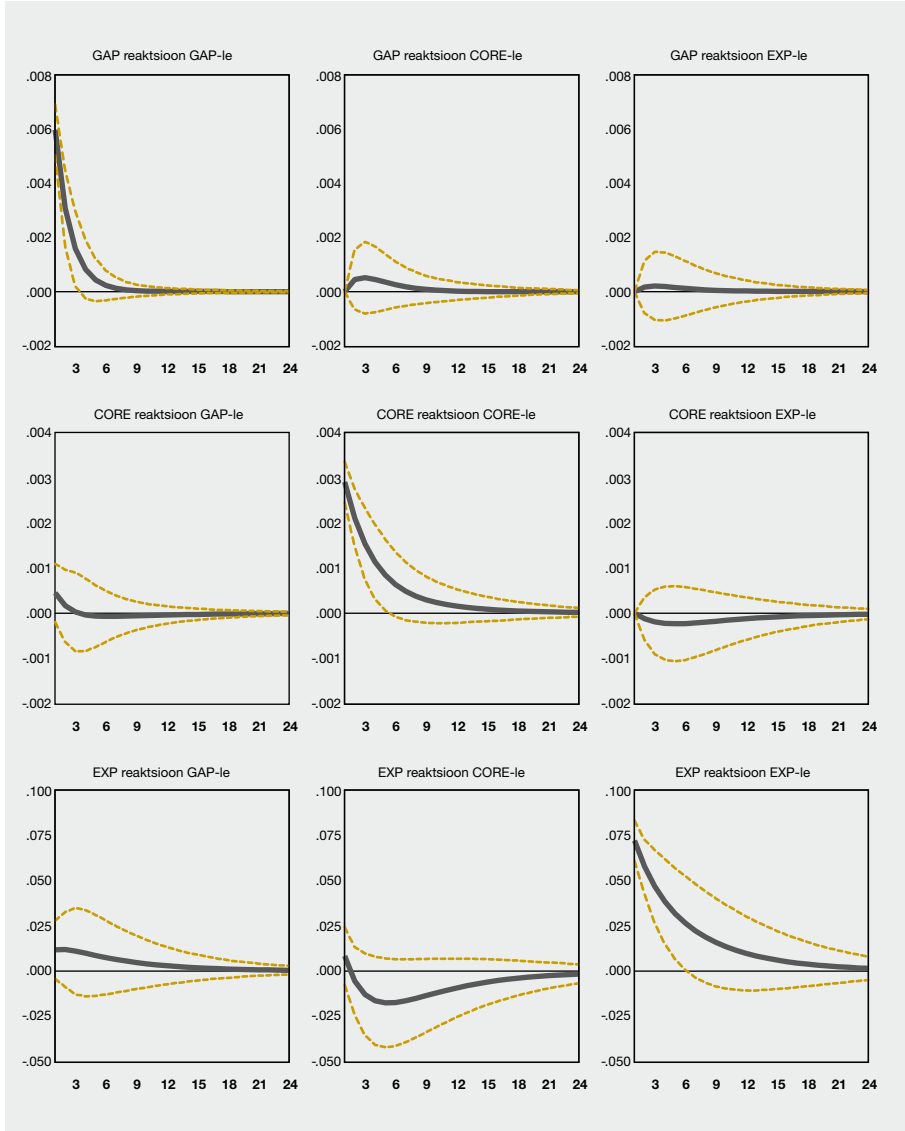 GAP reaktsioon GAP-le GAP reaktsioon CORE-le GAP reaktsioon EXP-le
.008 .008 .008
.006 .006 .006
.004 .004 .004
.002 .002 .002
.000 .000 .000
-.002 -.002 -.002
3 6 9 12 15 18 21 24 3 6 9 12 15 18 21 24 3 6 9 12 15 18 21 24
CORE reaktsioon GAP-le CORE reaktsioon CORE-le CORE reaktsioon EXP-le
.004 .004 .004
.003 .003 .003
.002 .002 .002
.001 .001 .001
.000 .000 .000
-.001 -.001 -.001
-.002 -.002 -.002
3 6 9 12 15 18 21 24 3 6 9 12 15 18 21 24 3 6 9 12 15 18 21 24
EXP reaktsioon GAP-le EXP reaktsioon CORE-le EXP reaktsioon EXP-le
.100 .100 .100
.075 .075 .075
.050 .050 .050
.025 .025 .025
.000 .000 .000
-.025 -.025 -.025
-.050 -.050 -.050
3 6 9 12 15 18 21 24 3 6 9 12 15 18 21 24 3 6 9 12 15 18 21 24